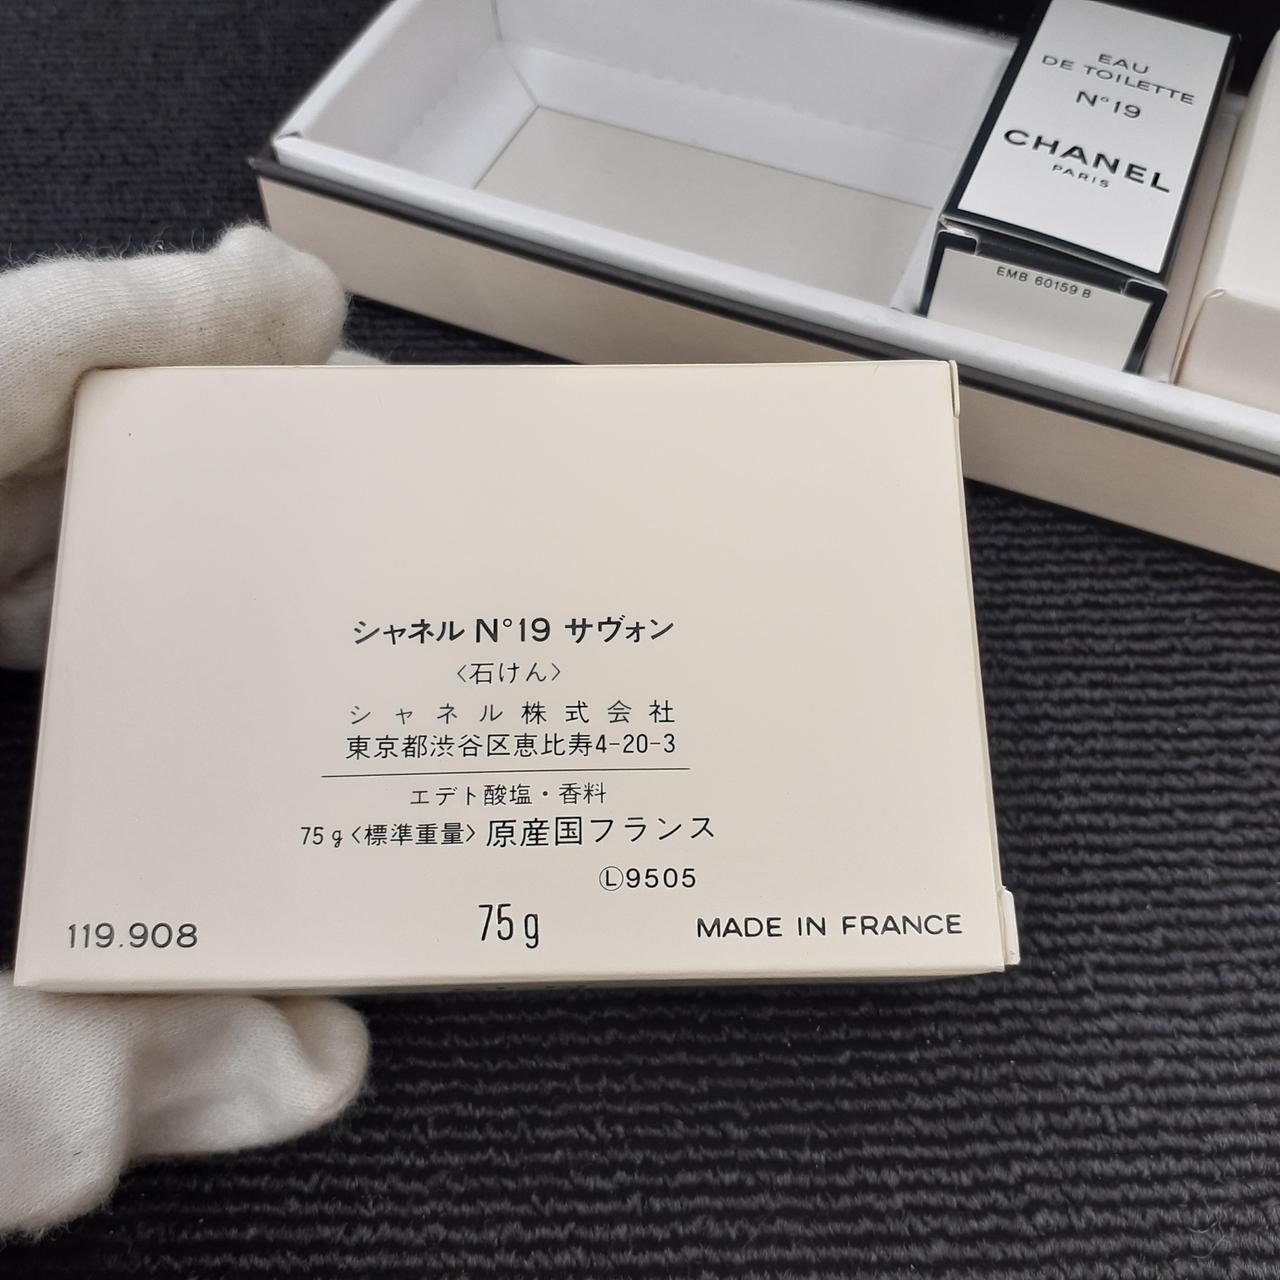 EAU
DE TOILETTE
N°19
CHANEL
PARIS
EMB 60159 B
シャネル N°19 サヴォン
〈石けん〉
シャネル株式会社
東京都渋谷区恵比寿4-20-3
エデト酸塩・香料
75g〈標準重量〉原産国フランス
Ⓛ9505
119.908
75g
MADE IN FRANCE